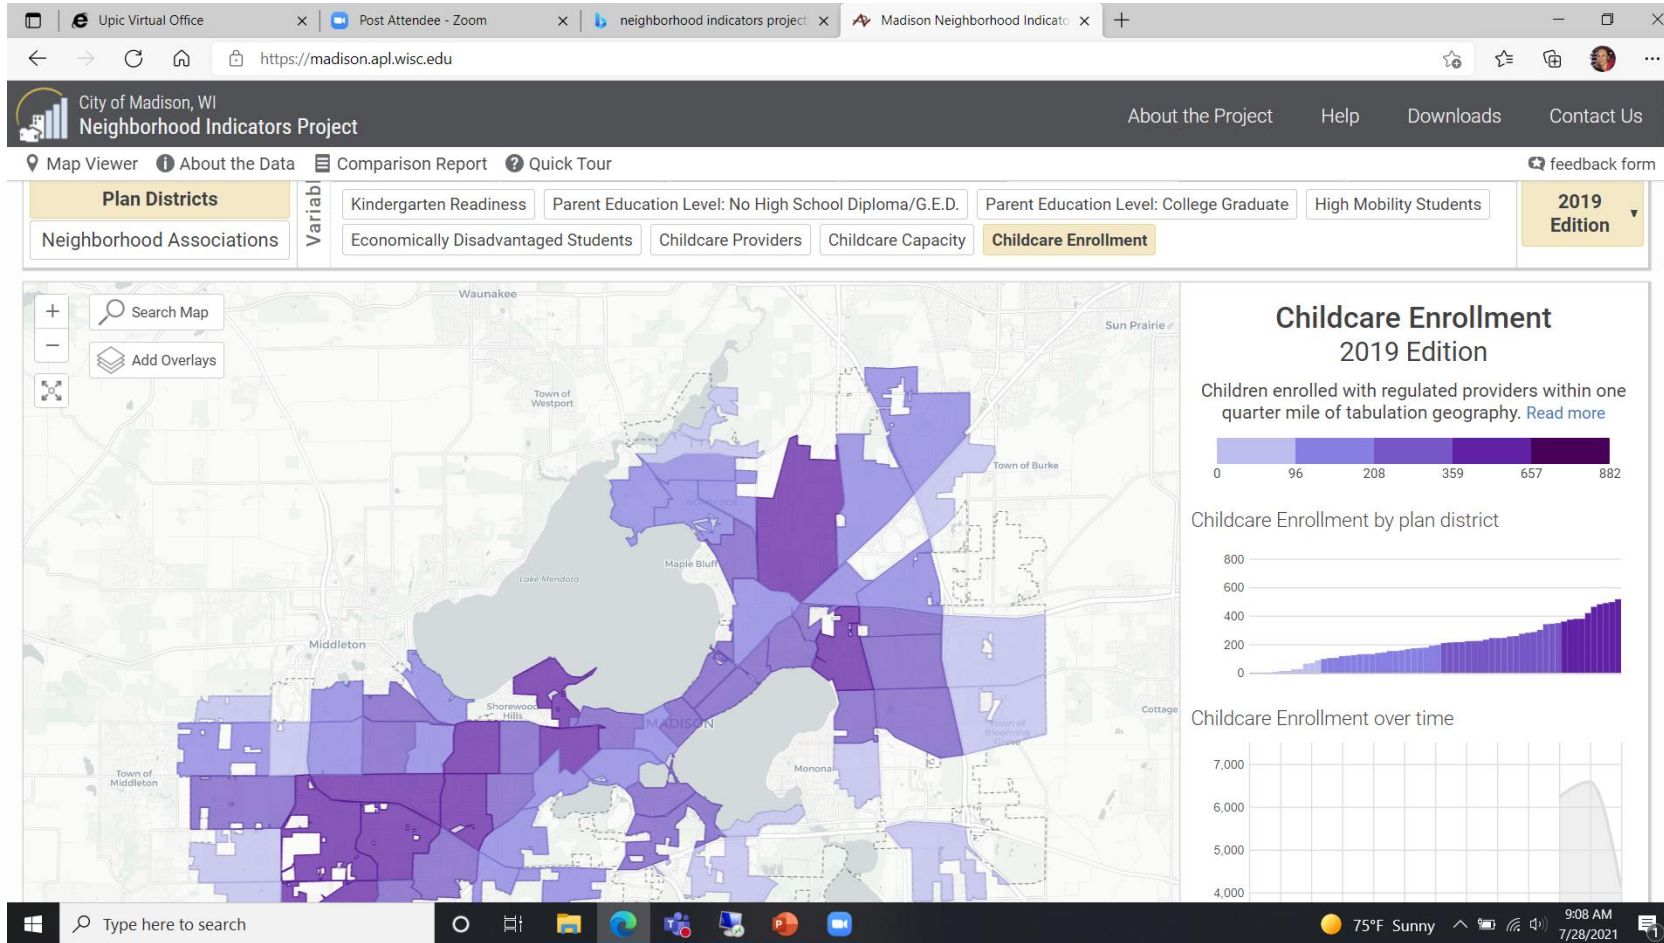 Upic Virtual Office
Post Attendee - Zoom
neighborhood indicators project
Madison Neighborhood Indicato
https://madison.apl.wisc.edu
City of Madison, WI
Neighborhood Indicators Project
About the Project
Help
Downloads
Contact Us
Map Viewer
About the Data
Comparison Report
Quick Tour
feedback form
Plan Districts
Neighborhood Associations
Variabl
Kindergarten Readiness
Parent Education Level: No High School Diploma/G.E.D.
Parent Education Level: College Graduate
High Mobility Students
Economically Disadvantaged Students
Childcare Providers
Childcare Capacity
Childcare Enrollment
2019
Edition
Search Map
Add Overlays
Waunakee
Sun Prairie
Town of
Westport
Town of Burke
Maple Bluff
Lake Mendota
Middleton
Shorewood
Hills
MADISON
Cottage
Town of
Blooming
Grove
Town of
Middleton
Monona
Childcare Enrollment
2019 Edition
Children enrolled with regulated providers within one
quarter mile of tabulation geography. Read more
0 96 208 359 657 882
Childcare Enrollment by plan district
800
600
400
200
0
Childcare Enrollment over time
7,000
6,000
5,000
4,000
Type here to search
75°F Sunny
9:08 AM
7/28/2021
1